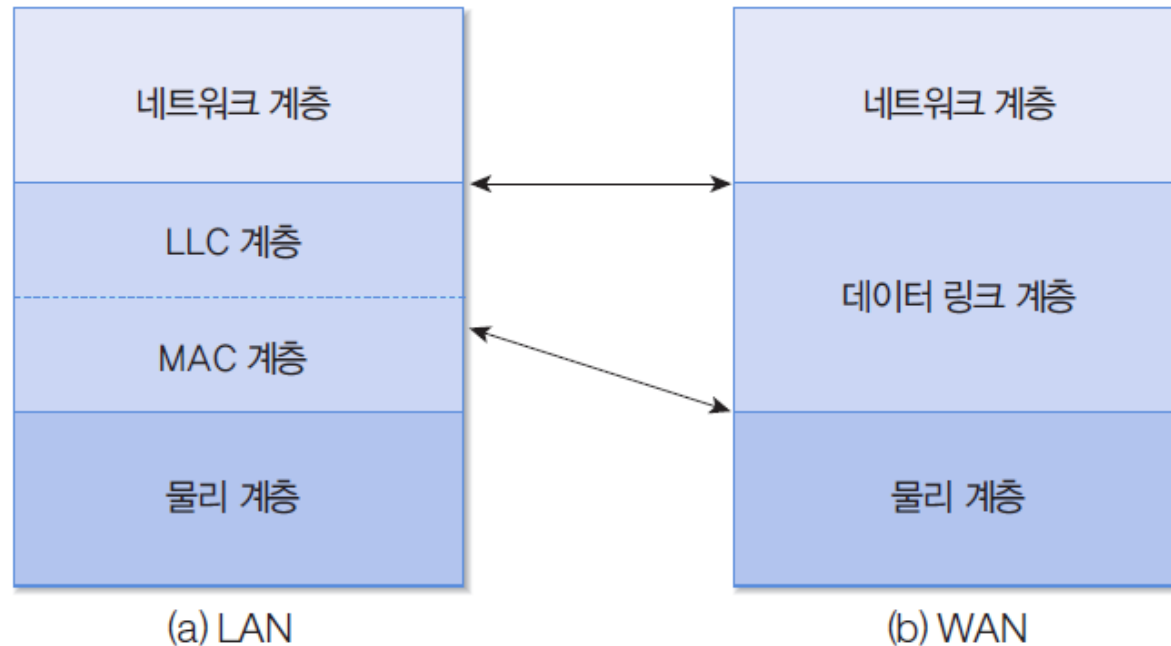 네트워크 계층
LLC 계층
MAC 계층
물리 계층
(a) LAN
네트워크 계층
데이터 링크 계층
물리 계층
(b) WAN